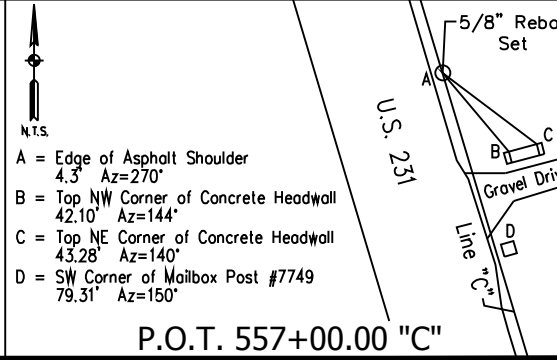 5/8" Reba
Set
N.T.S.
A
B
C
U.S. 231
Gravel Driv
D
Line "C"
A = Edge of Asphalt Shoulder
4.3' Az=270°
B = Top NW Corner of Concrete Headwall
42.10' Az=144°
C = Top NE Corner of Concrete Headwall
43.28' Az=140°
D = SW Corner of Mailbox Post #7749
79.31' Az=150°
P.O.T. 557+00.00 "C"